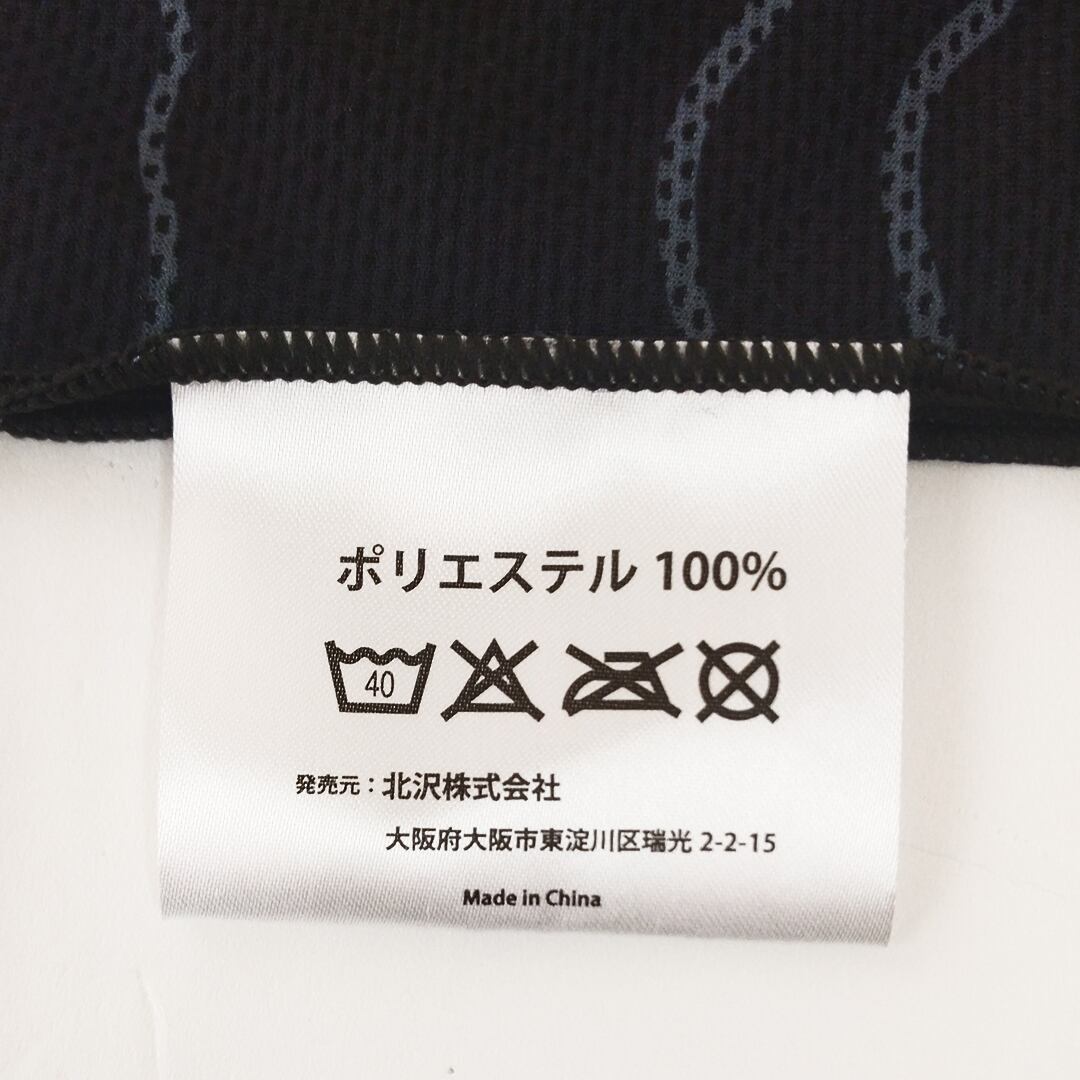 ポリエステル 100%
40
発売元：北沢株式会社
大阪府大阪市東淀川区瑞光 2-2-15
Made in China